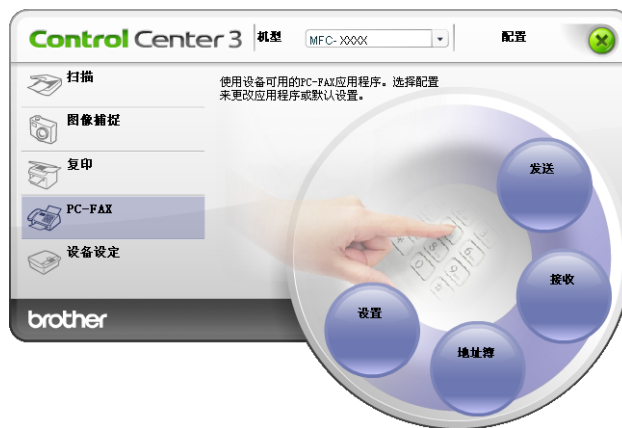 Control Center 3
机型
MFC-XXXX
配置
扫描
使用设备可用的PC-FAX应用程序。选择配置
来更改应用程序或默认设置。
图像捕捉
复印
PC-FAX
设备设定
发送
接收
设置
地址簿
brother